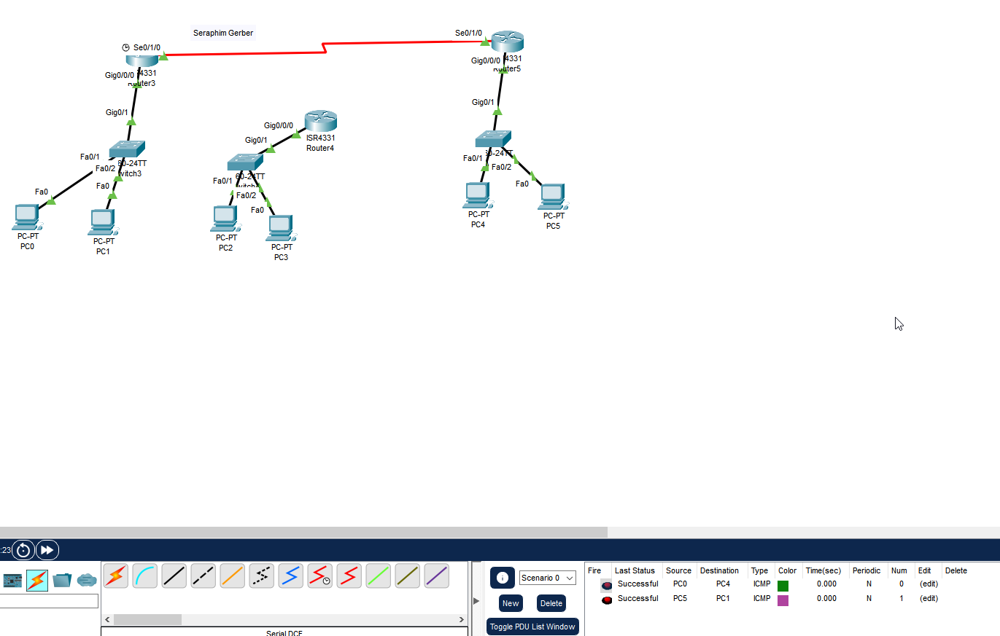 Seraphim Gerber
Se0/1/0
Se0/1/0
4331
Router3
Gig0/0/0
Gig0/0/0
4331
Router5
Gig0/1
Gig0/1
Gig0/0/0
ISR4331
Router4
Gig0/1
Fa0/1
Fa0/2
60-24TT
witch3
Fa0
Fa0
Fa0/1
60-24TT
Fa0/2
Fa0
Fa0/1
0-24TT
Fa0/2
Fa0
PC-PT
PC0
PC-PT
PC1
PC-PT
PC2
PC-PT
PC3
PC-PT
PC4
PC-PT
PC5
:23
Scenario 0
New
Delete
Toggle PDU List Window
Serial DCE
Fire Last Status Source Destination Type Color Time(sec) Periodic Num Edit Delete
Successful PC0 PC4 ICMP 0.000 N 0 (edit)
Successful PC5 PC1 ICMP 0.000 N 1 (edit)